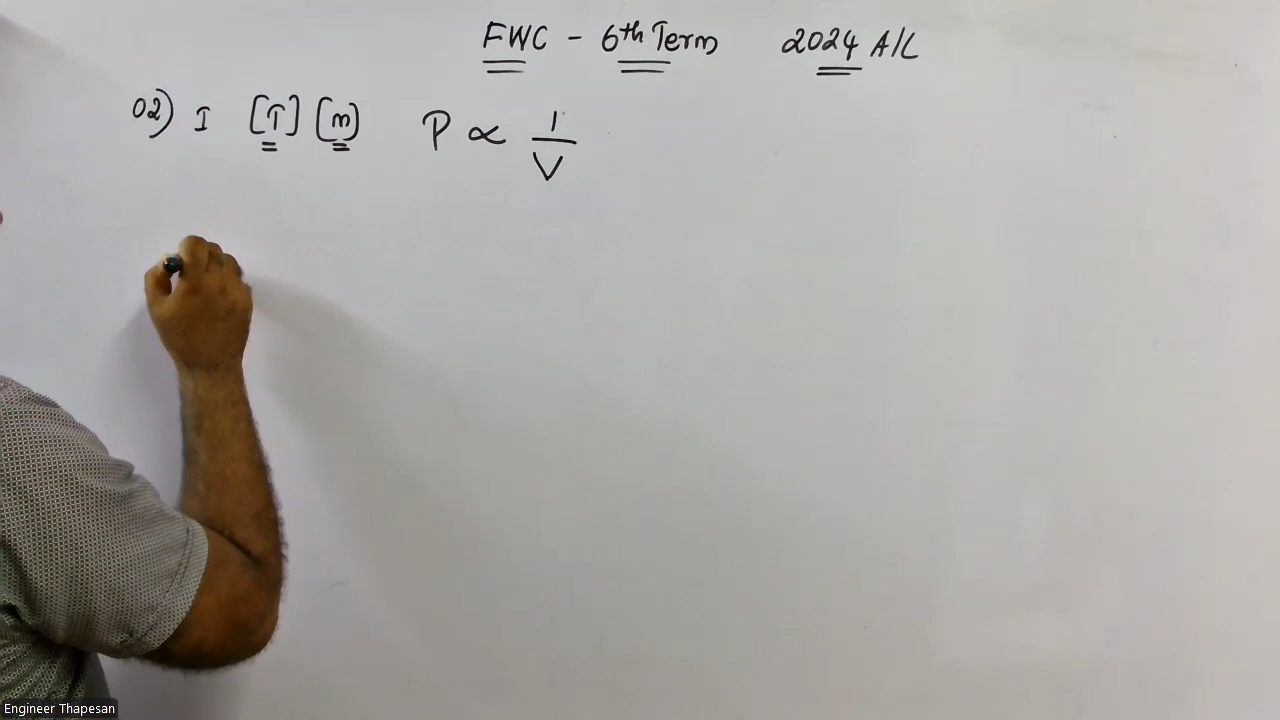 FWC - 6th Term 2024 A/L
02) I [T] [m] P ∝ 1/V
Engineer Thapesan